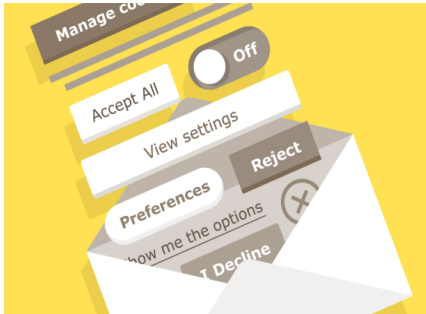 Manage
Off
Accept All
View settings
Reject
Preferences
me the options
I Decline